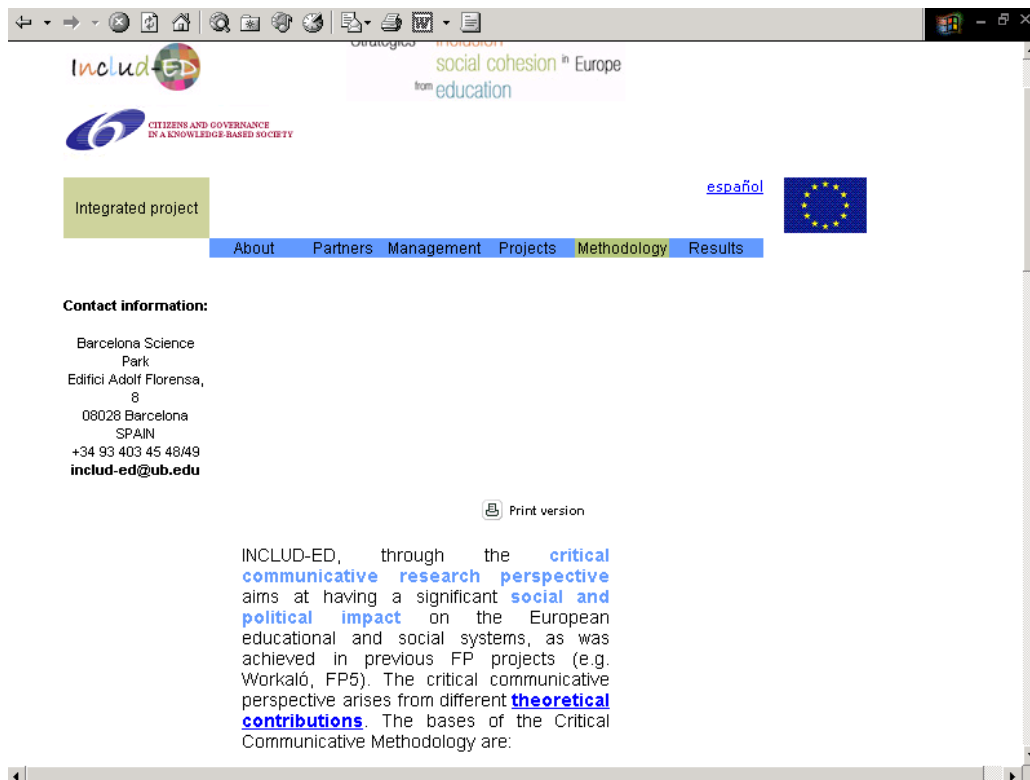 Includ-ED
Strategies inclusion
social cohesion in Europe
from education
6
CITIZENS AND GOVERNANCE
IN A KNOWLEDGE-BASED SOCIETY
español
Integrated project
About Partners Management Projects Methodology Results
Contact information:
Barcelona Science
Park
Edifici Adolf Florensa,
8
08028 Barcelona
SPAIN
+34 93 403 45 48/49
includ-ed@ub.edu
Print version
INCLUD-ED, through the critical
communicative research perspective
aims at having a significant social and
political impact on the European
educational and social systems, as was
achieved in previous FP projects (e.g.
Workaló, FP5). The critical communicative
perspective arises from different theoretical
contributions. The bases of the Critical
Communicative Methodology are: